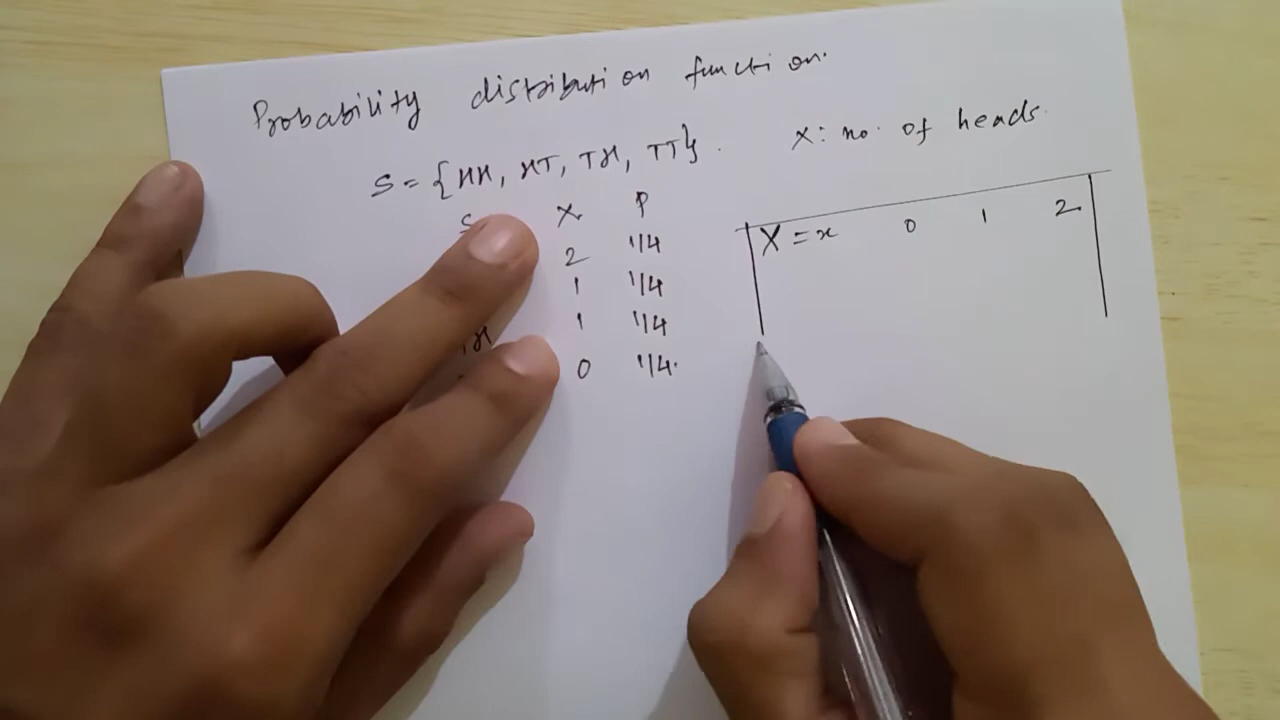 Probability distribution function.
S = {HH, HT, TH, TT}. X: no. of heads.
S X P
2 1/4
1 1/4
1 1/4
0 1/4.
X = x 0 1 2